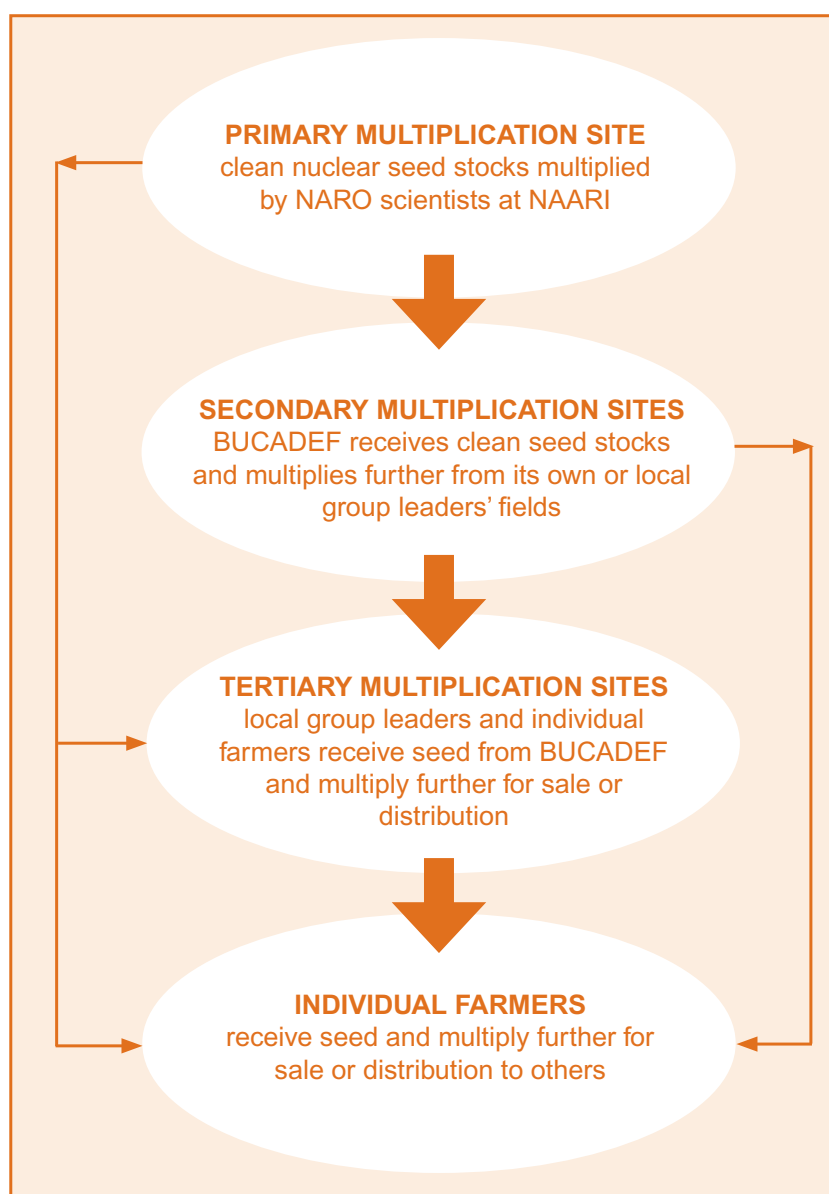 PRIMARY MULTIPLICATION SITE
clean nuclear seed stocks multiplied
by NARO scientists at NAARI
SECONDARY MULTIPLICATION SITES
BUCADEF receives clean seed stocks
and multiplies further from its own or local
group leaders’ fields
TERTIARY MULTIPLICATION SITES
local group leaders and individual
farmers receive seed from BUCADEF
and multiply further for sale or
distribution
INDIVIDUAL FARMERS
receive seed and multiply further for
sale or distribution to others